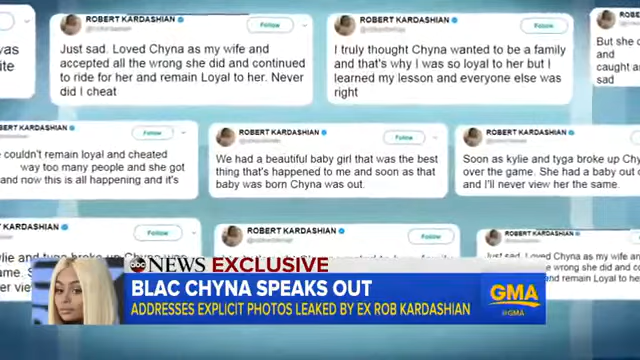 ROBERT KARDASHIAN
Follow
Just sad. Loved Chyna as my wife and
accepted all the wrong she did and continued
to ride for her and remain Loyal to her. Never
did I cheat
ROBERT KARDASHIAN
Follow
I truly thought Chyna wanted to be a family
and that's why I was so loyal to her but I
learned my lesson and everyone else was
right
But she
and
caught
sad
ROBERT KARDASHIAN
Follow
couldn't remain loyal and cheated
way too many people and she got
and now this is all happening and it's
ROBERT KARDASHIAN
Follow
We had a beautiful baby girl that was the best
thing that's happened to me and soon as that
baby was born Chyna was out.
ROBERT KARDASHIAN
Soon as kylie and tyga broke up
over the game. She had a baby out
and I'll never view her the same.
KARDASHIAN
Follow
ROBERT KARDASHIAN
Follow
ROBERT KARDASHIAN
Follow
Just sad. Loved Chyna as my wife
wrong she did and
and remain Loyal to
abc NEWS EXCLUSIVE
BLAC CHYNA SPEAKS OUT
ADDRESSES EXPLICIT PHOTOS LEAKED BY EX ROB KARDASHIAN
GMA
@GMA